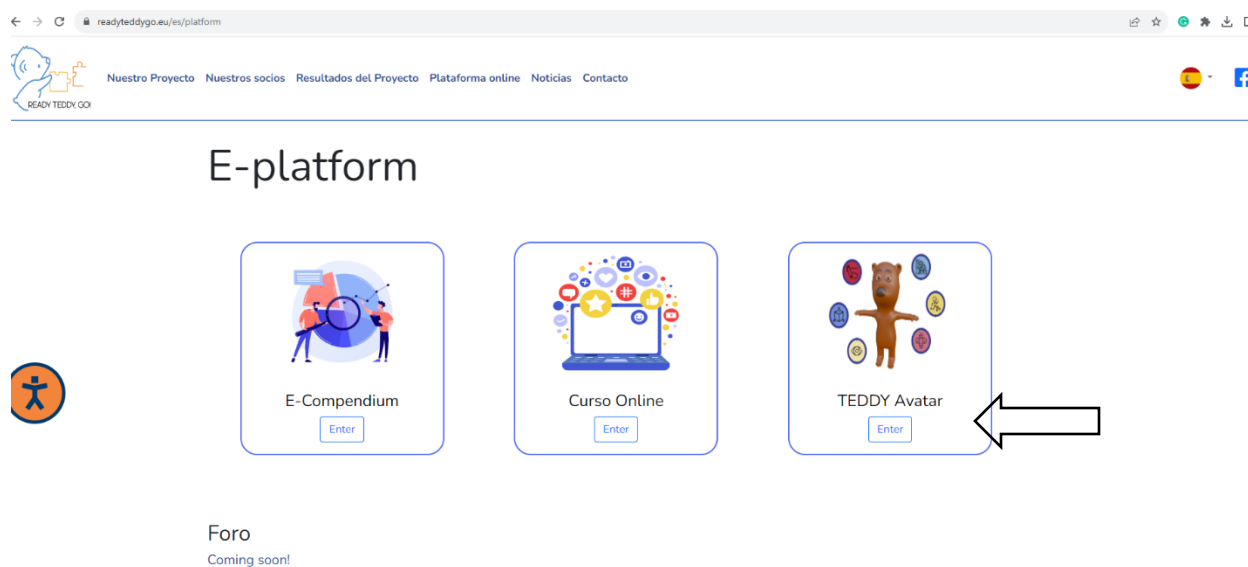 readyteddygo.eu/es/platform
READY TEDDY, GO!
Nuestro Proyecto Nuestros socios Resultados del Proyecto Plataforma online Noticias Contacto
E-platform
E-Compendium
Enter
Curso Online
Enter
TEDDY Avatar
Enter
Foro
Coming soon!